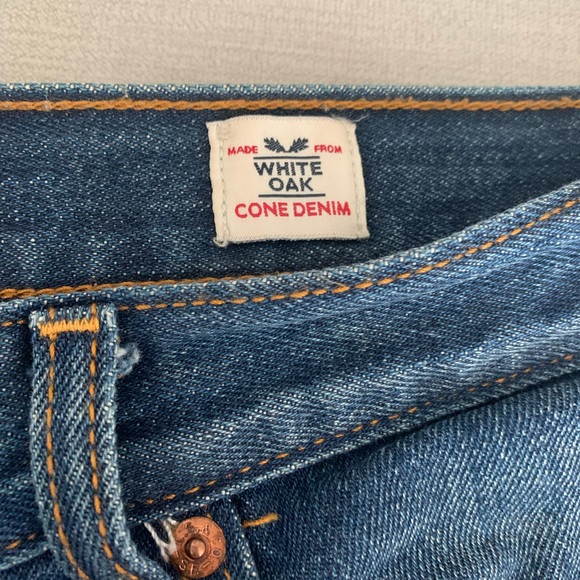 MADE FROM
WHITE
OAK
CONE DENIM